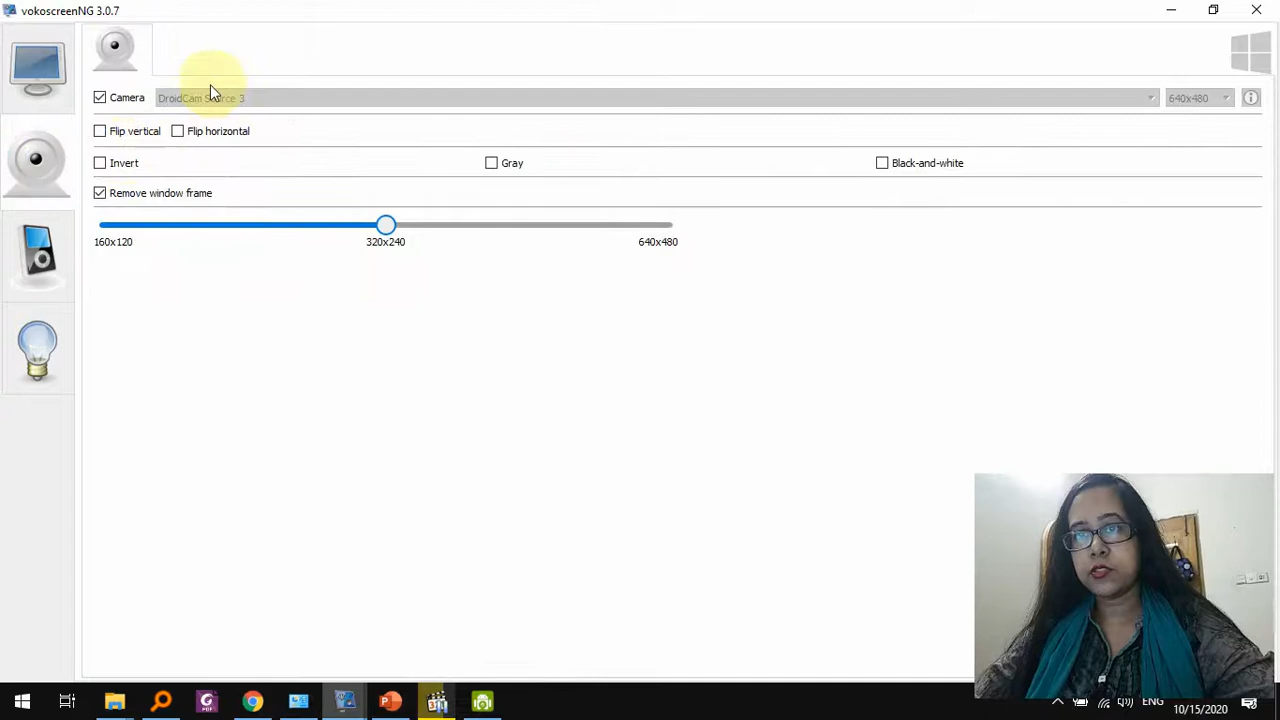 vokoscreenNG 3.0.7
Camera
DroidCam Source 3
640x480
Flip vertical
Flip horizontal
Invert
Gray
Black-and-white
Remove window frame
160x120
320x240
640x480
PDF
ENG
10/15/2020